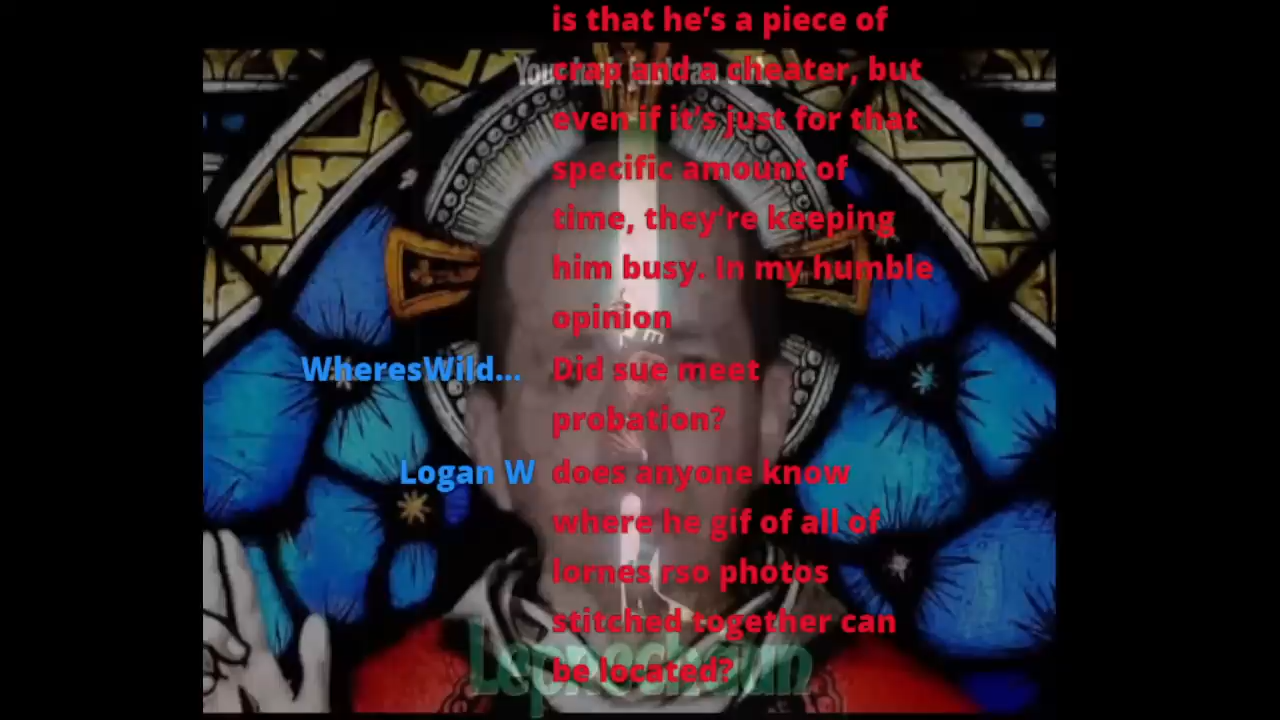 is that he's a piece of
crap and a cheater, but
even if it's just for that
specific amount of
time, they're keeping
him busy. In my humble
opinion
WheresWild... Did sue meet
probation?
Logan W does anyone know
where he gif of all of
lornes rso photos
stitched together can
be located?
Leprechaun